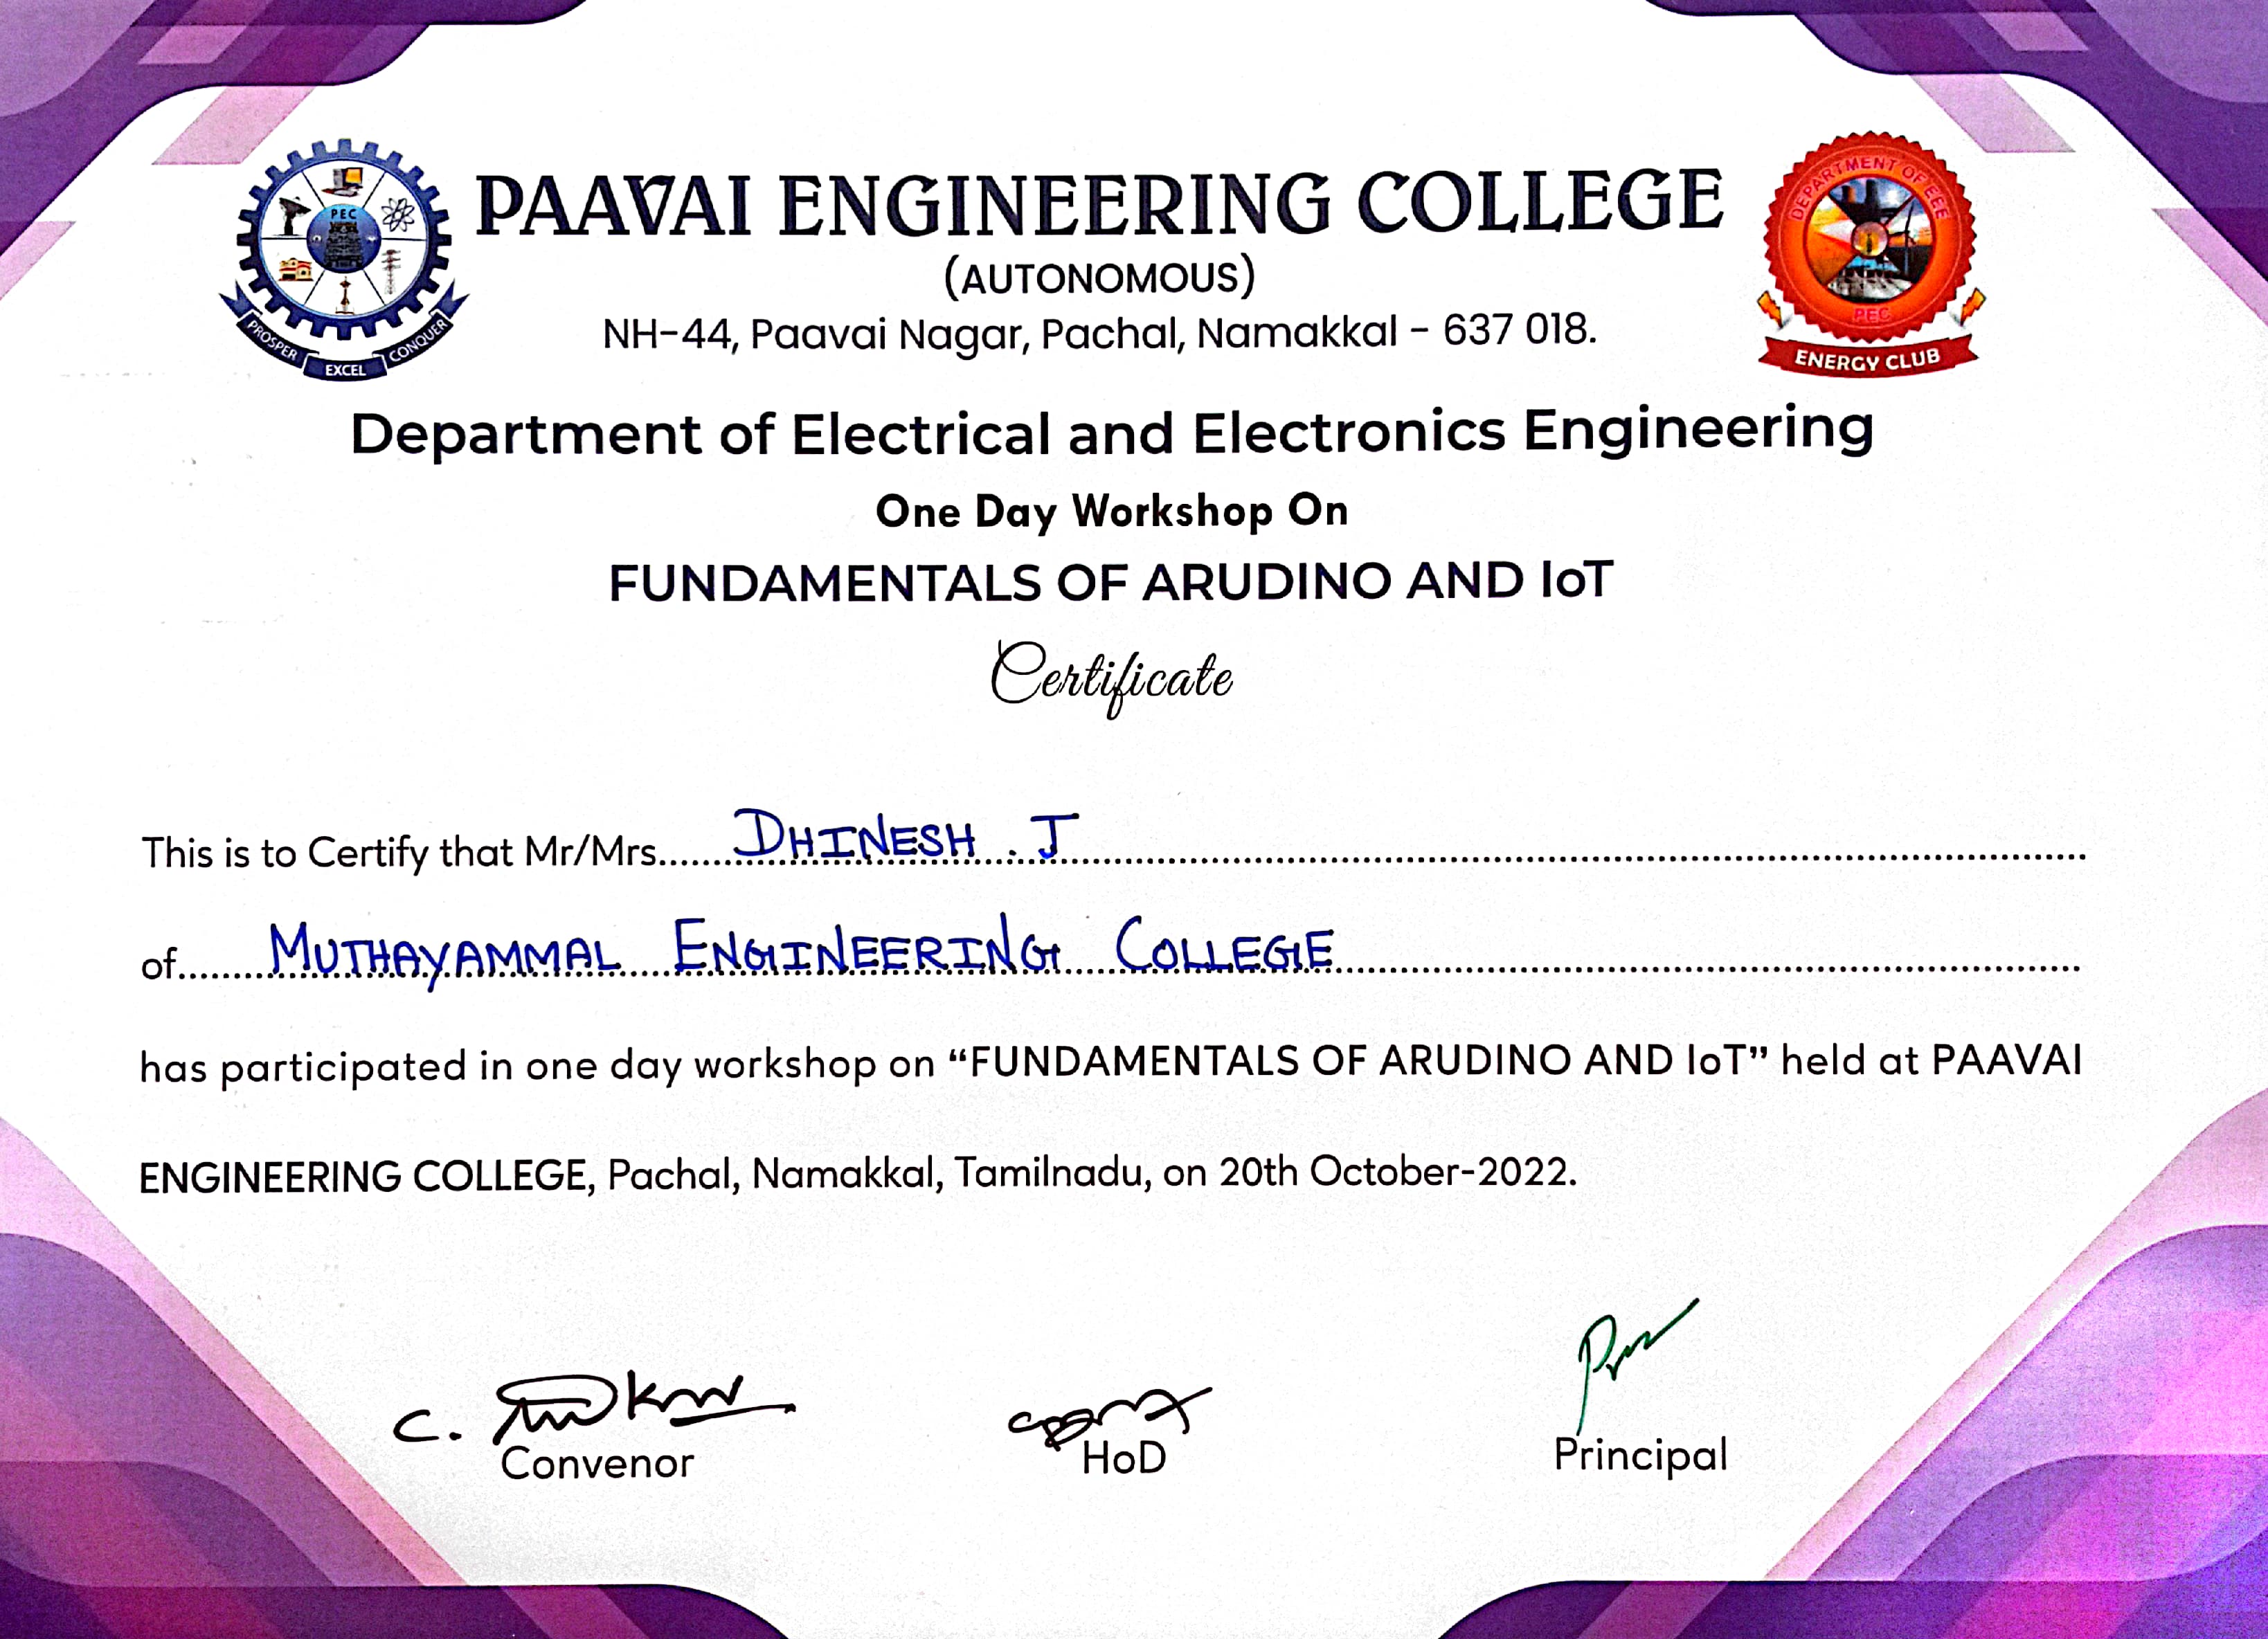 PAAVAI ENGINEERING COLLEGE
(AUTONOMOUS)
NH-44, Paavai Nagar, Pachal, Namakkal - 637 018.
PEC
PROSPER EXCEL CONQUER
DEPARTMENT OF EEE
PEC
ENERGY CLUB
Department of Electrical and Electronics Engineering
One Day Workshop On
FUNDAMENTALS OF ARUDINO AND IoT
Certificate
This is to Certify that Mr/Mrs. DHINESH . J
of MUTHAYAMMAL ENGINEERING COLLEGE
has participated in one day workshop on “FUNDAMENTALS OF ARUDINO AND IoT” held at PAAVAI
ENGINEERING COLLEGE, Pachal, Namakkal, Tamilnadu, on 20th October-2022.
C.
Convenor HoD Principal